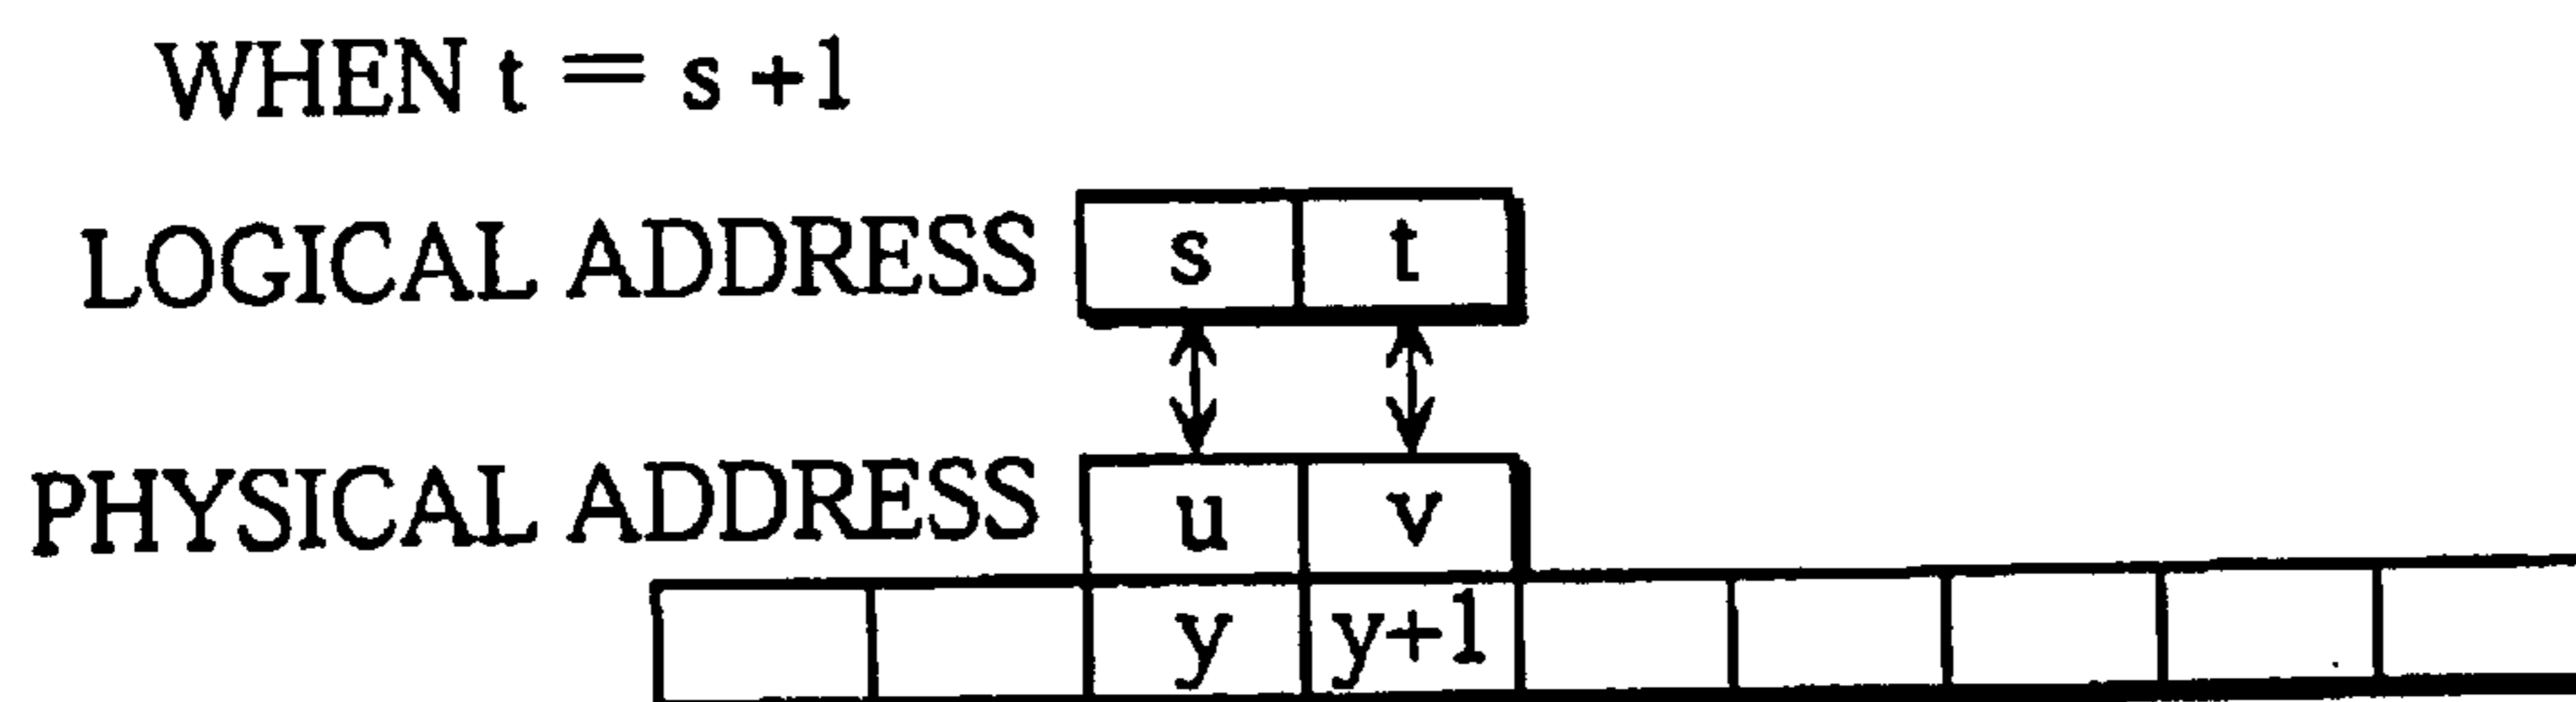 WHEN t = s +1
LOGICAL ADDRESS s t
PHYSICAL ADDRESS u v
y y+1